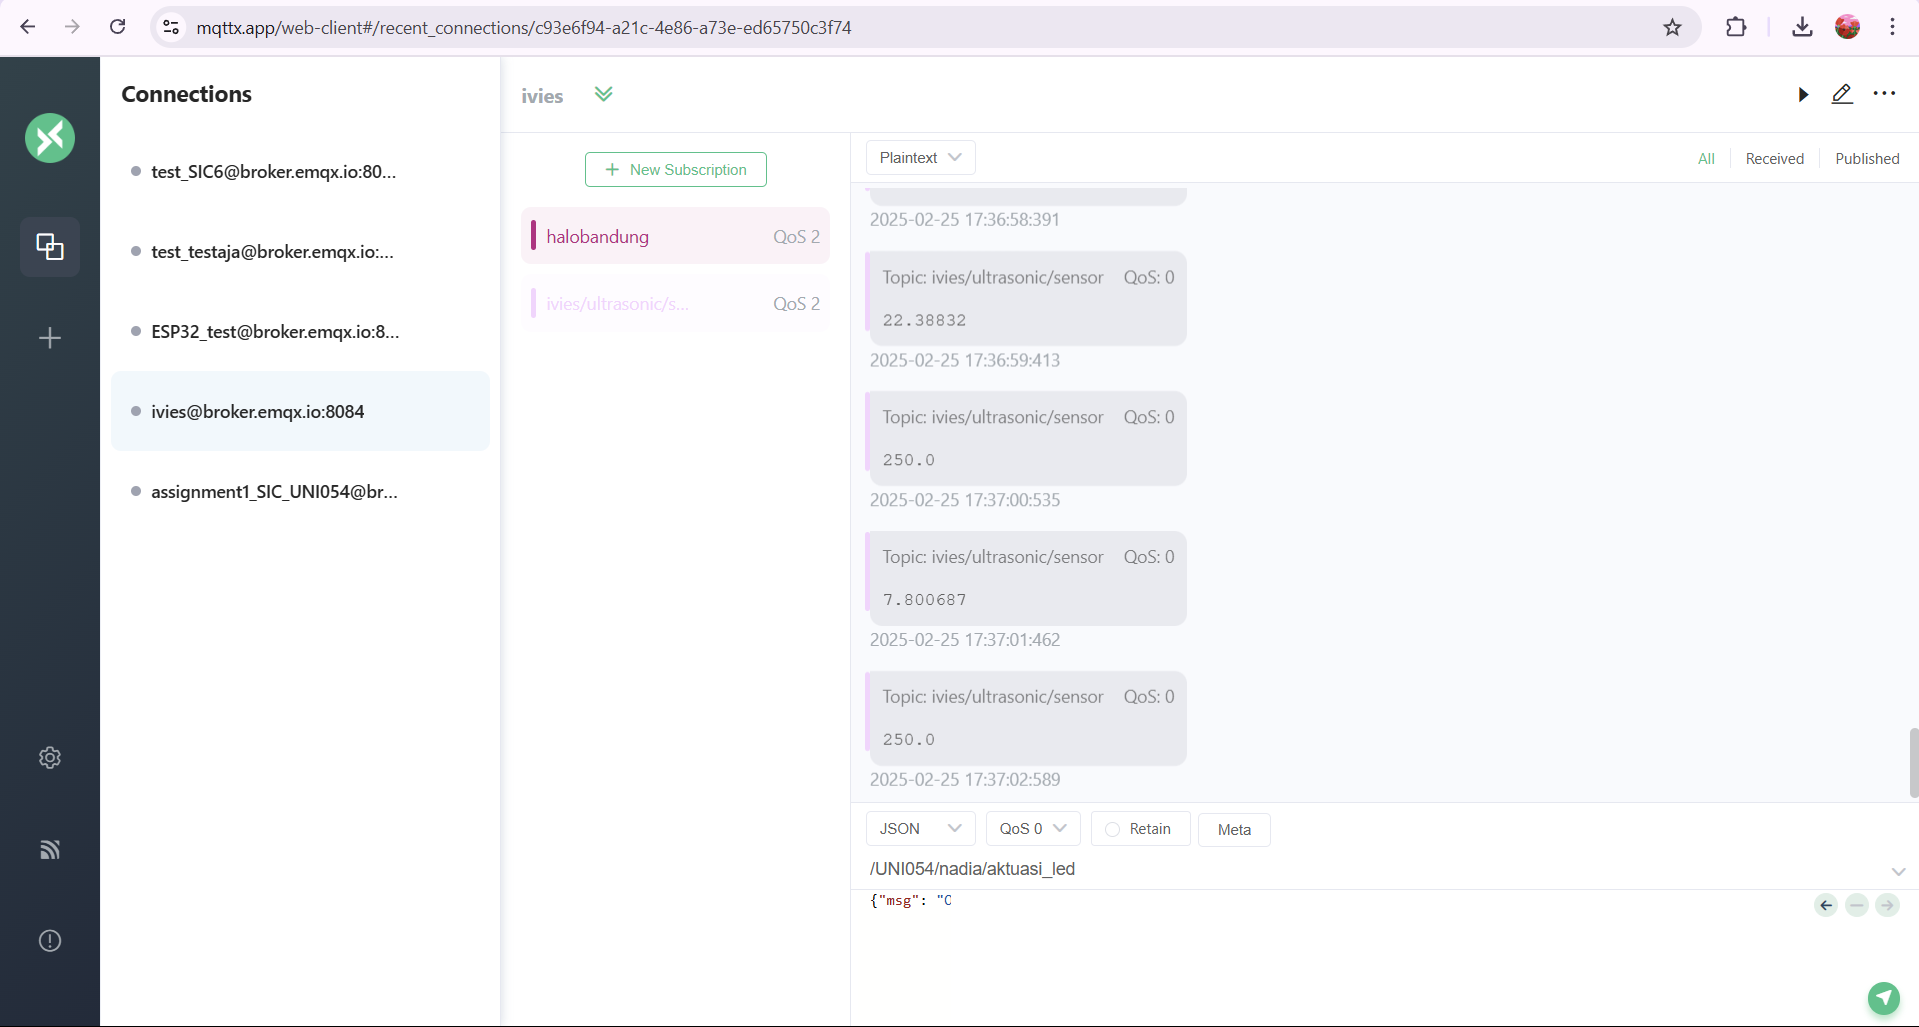 mqttx.app/web-client#/recent_connections/c93e6f94-a21c-4e86-a73e-ed65750c3f74
Connections
test_SIC6@broker.emqx.io:80...
test_testaja@broker.emqx.io:...
ESP32_test@broker.emqx.io:8...
ivies@broker.emqx.io:8084
assignment1_SIC_UNI054@br...
ivies
+ New Subscription
halobandung QoS 2
ivies/ultrasonic/s... QoS 2
Plaintext
All Received Published
2025-02-25 17:36:58:391
Topic: ivies/ultrasonic/sensor QoS: 0
22.38832
2025-02-25 17:36:59:413
Topic: ivies/ultrasonic/sensor QoS: 0
250.0
2025-02-25 17:37:00:535
Topic: ivies/ultrasonic/sensor QoS: 0
7.800687
2025-02-25 17:37:01:462
Topic: ivies/ultrasonic/sensor QoS: 0
250.0
2025-02-25 17:37:02:589
JSON QoS 0 Retain Meta
/UNI054/nadia/aktuasi_led
{"msg": "